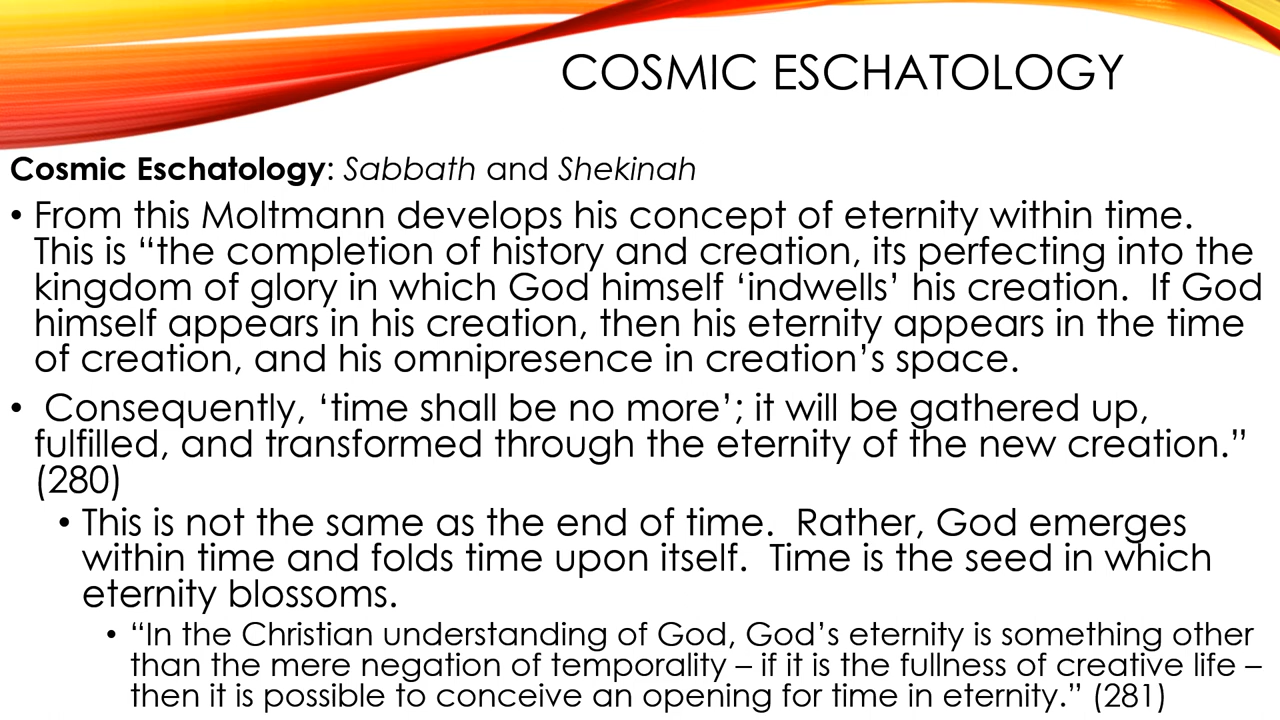 COSMIC ESCHATOLOGY
Cosmic Eschatology: Sabbath and Shekinah
• From this Moltmann develops his concept of eternity within time.
This is “the completion of history and creation, its perfecting into the
kingdom of glory in which God himself ‘indwells’ his creation.  If God
himself appears in his creation, then his eternity appears in the time
of creation, and his omnipresence in creation’s space.
• Consequently, ‘time shall be no more’; it will be gathered up,
fulfilled, and transformed through the eternity of the new creation.”
(280)
• This is not the same as the end of time.  Rather, God emerges
within time and folds time upon itself.  Time is the seed in which
eternity blossoms.
• “In the Christian understanding of God, God’s eternity is something other
than the mere negation of temporality – if it is the fullness of creative life –
then it is possible to conceive an opening for time in eternity.” (281)